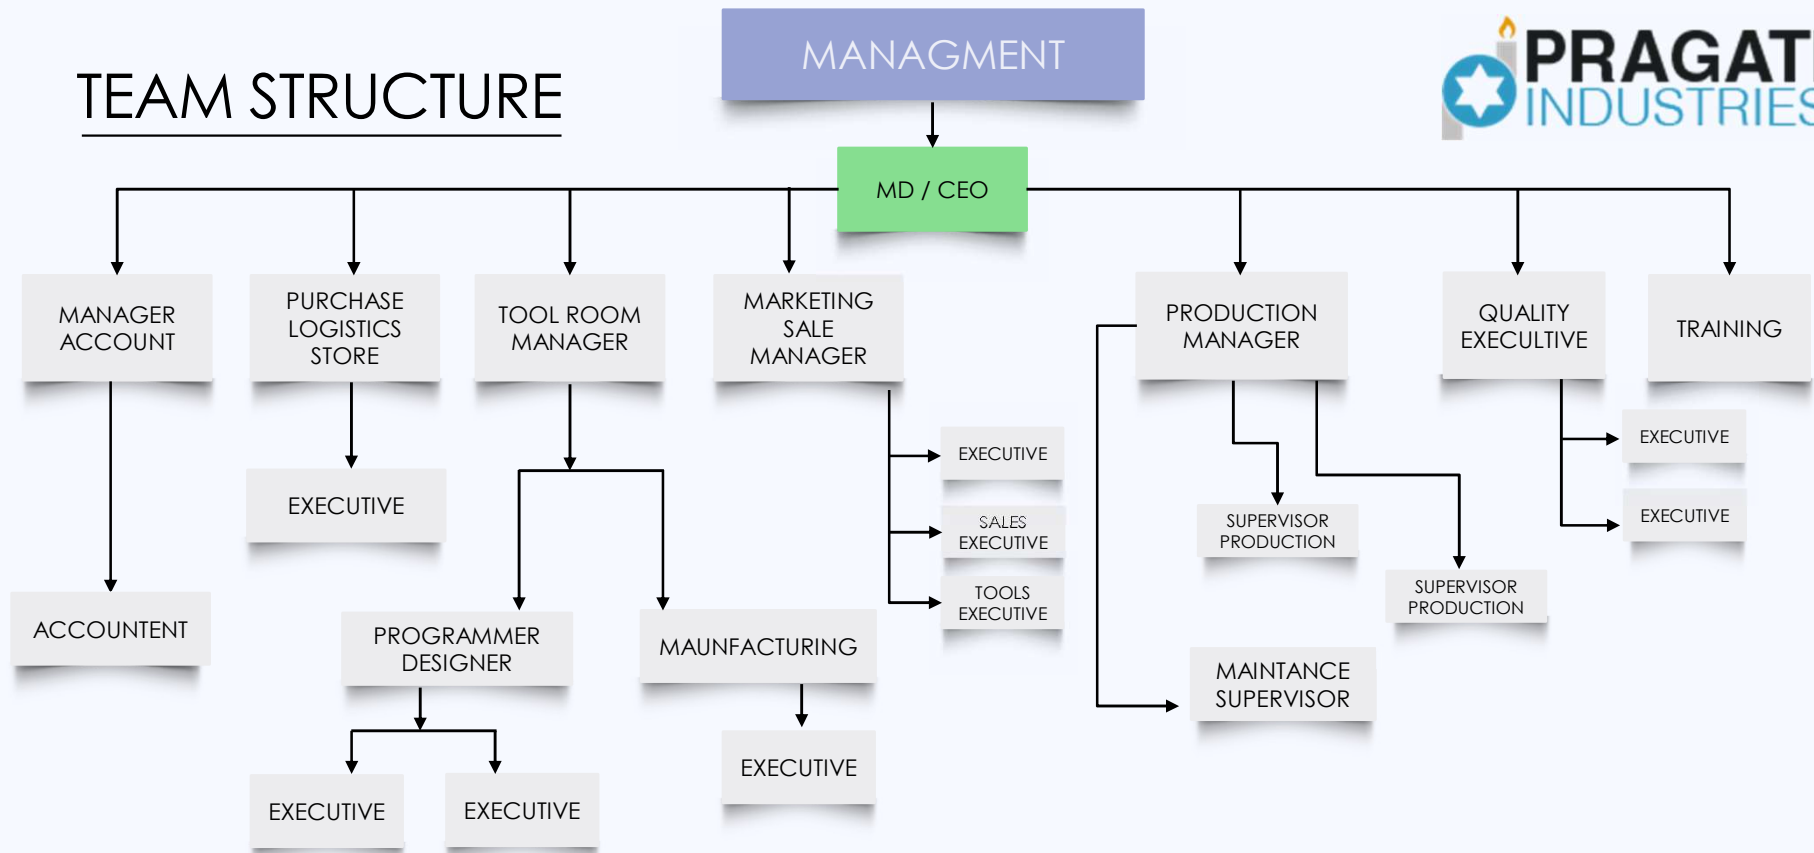 TEAM STRUCTURE
MANAGMENT
PRAGATI
INDUSTRIES
MD / CEO
MANAGER
ACCOUNT
PURCHASE
LOGISTICS
STORE
TOOL ROOM
MANAGER
MARKETING
SALE
MANAGER
PRODUCTION
MANAGER
QUALITY
EXECULTIVE
TRAINING
EXECUTIVE
SALES
EXECUTIVE
TOOLS
EXECUTIVE
EXECUTIVE
EXECUTIVE
EXECUTIVE
SUPERVISOR
PRODUCTION
SUPERVISOR
PRODUCTION
ACCOUNTENT
PROGRAMMER
DESIGNER
MAUNFACTURING
MAINTANCE
SUPERVISOR
EXECUTIVE
EXECUTIVE
EXECUTIVE